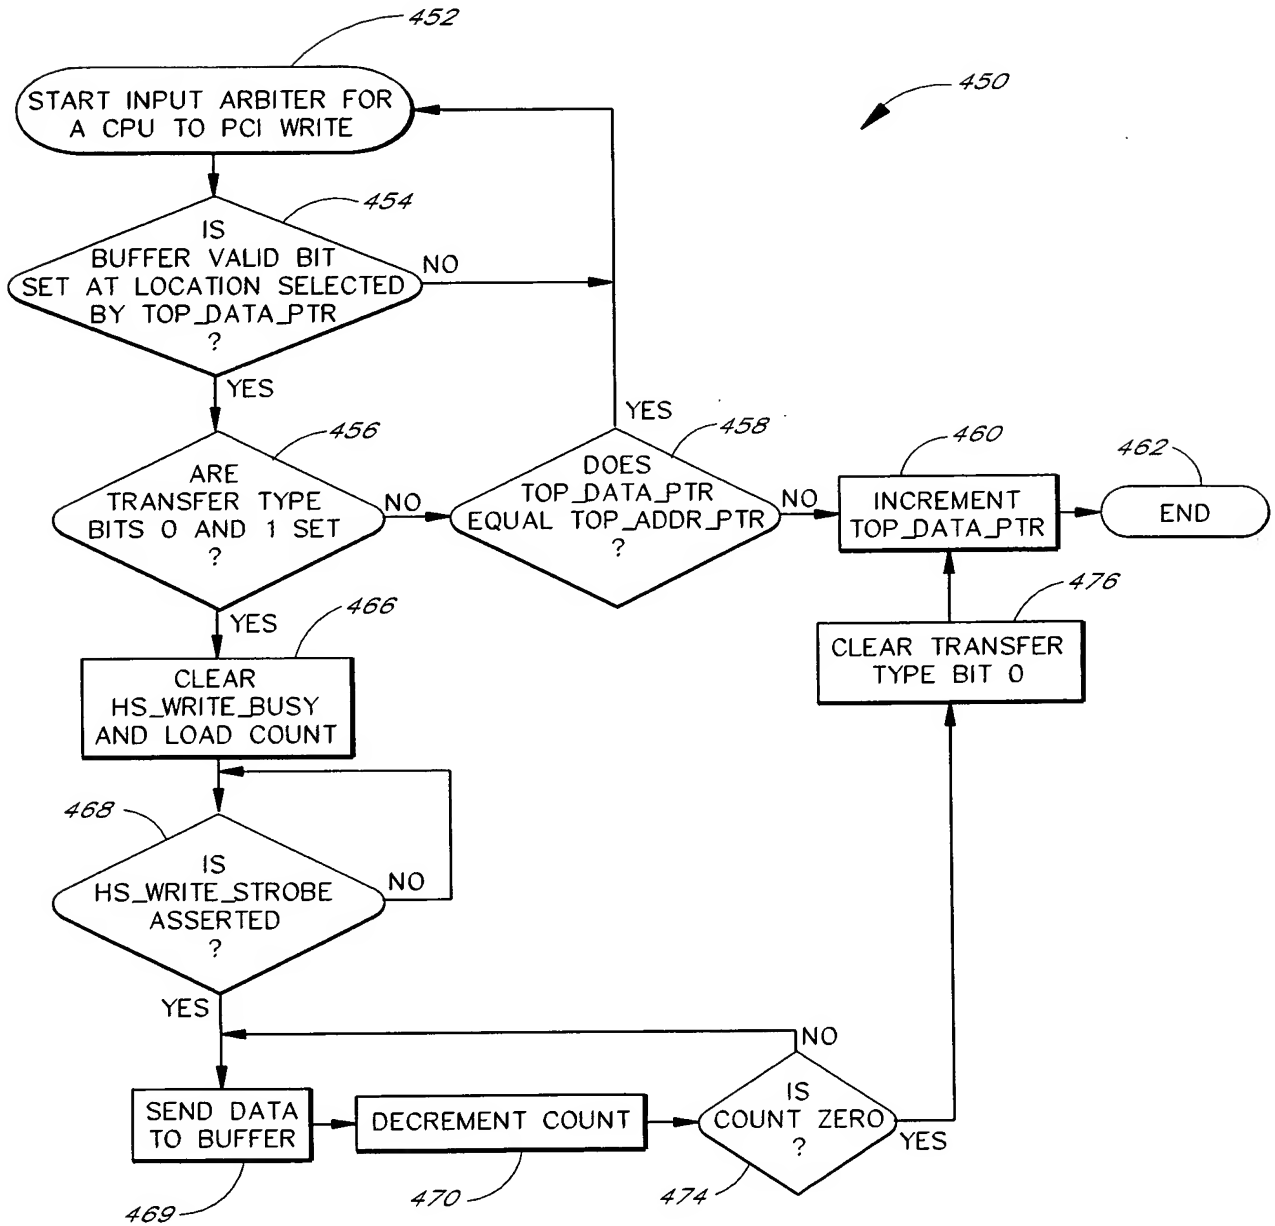 452
START INPUT ARBITER FOR
A CPU TO PCI WRITE
450
454
IS
BUFFER VALID BIT
SET AT LOCATION SELECTED
BY TOP_DATA_PTR
?
NO
YES
456
ARE
TRANSFER TYPE
BITS 0 AND 1 SET
?
NO
YES
YES
458
DOES
TOP_DATA_PTR
EQUAL TOP_ADDR_PTR
?
NO
460
INCREMENT
TOP_DATA_PTR
462
END
476
CLEAR TRANSFER
TYPE BIT 0
466
CLEAR
HS_WRITE_BUSY
AND LOAD COUNT
468
IS
HS_WRITE_STROBE
ASSERTED
?
NO
YES
SEND DATA
TO BUFFER
469
DECREMENT COUNT
470
NO
IS
COUNT ZERO
?
YES
474